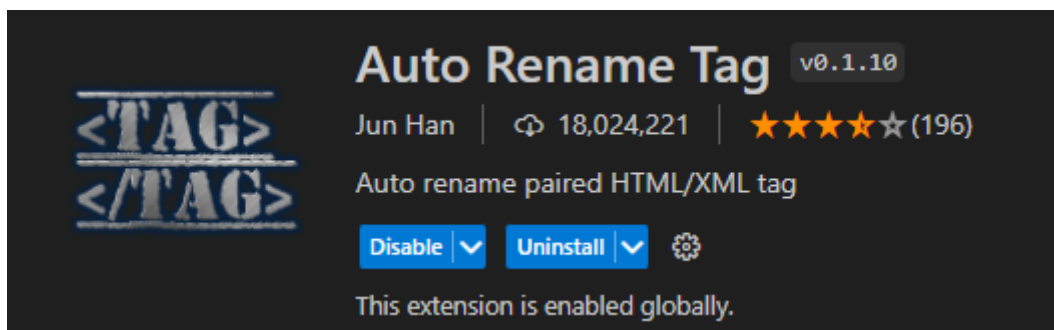 <TAG>
</TAG>
Auto Rename Tag v0.1.10
Jun Han 18,024,221 (196)
Auto rename paired HTML/XML tag
Disable Uninstall
This extension is enabled globally.